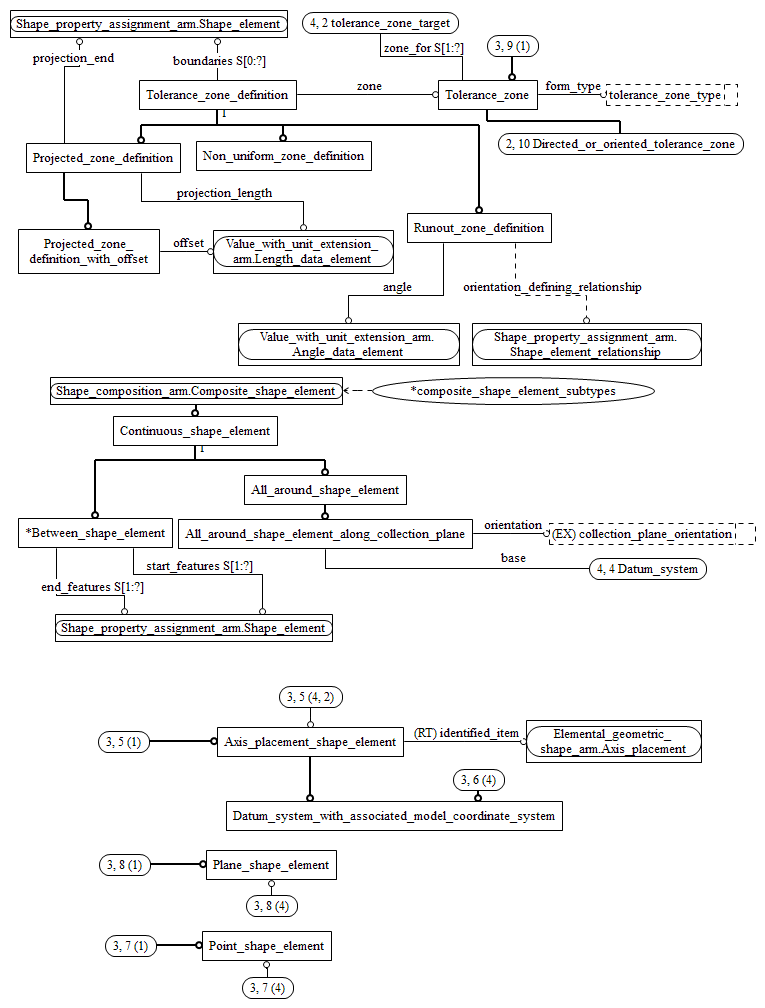 Shape_property_assignment_arm.Shape_element
4, 2 tolerance_zone_target
projection_end
boundaries S[0:?]
zone_for S[1:?]
3, 9 (1)
Tolerance_zone_definition
zone
Tolerance_zone
form_type
tolerance_zone_type
1
Projected_zone_definition
Non_uniform_zone_definition
2, 10 Directed_or_oriented_tolerance_zone
projection_length
Runout_zone_definition
Projected_zone_
definition_with_offset
offset
Value_with_unit_extension_
arm.Length_data_element
angle
orientation_defining_relationship
Value_with_unit_extension_arm.
Angle_data_element
Shape_property_assignment_arm.
Shape_element_relationship
Shape_composition_arm.Composite_shape_element
*composite_shape_element_subtypes
Continuous_shape_element
1
All_around_shape_element
*Between_shape_element
All_around_shape_element_along_collection_plane
orientation
(EX) collection_plane_orientation
base
4, 4 Datum_system
start_features S[1:?]
end_features S[1:?]
Shape_property_assignment_arm.Shape_element
3, 5 (4, 2)
3, 5 (1)
Axis_placement_shape_element
(RT) identified_item
Elemental_geometric_
shape_arm.Axis_placement
3, 6 (4)
Datum_system_with_associated_model_coordinate_system
3, 8 (1)
Plane_shape_element
3, 8 (4)
3, 7 (1)
Point_shape_element
3, 7 (4)